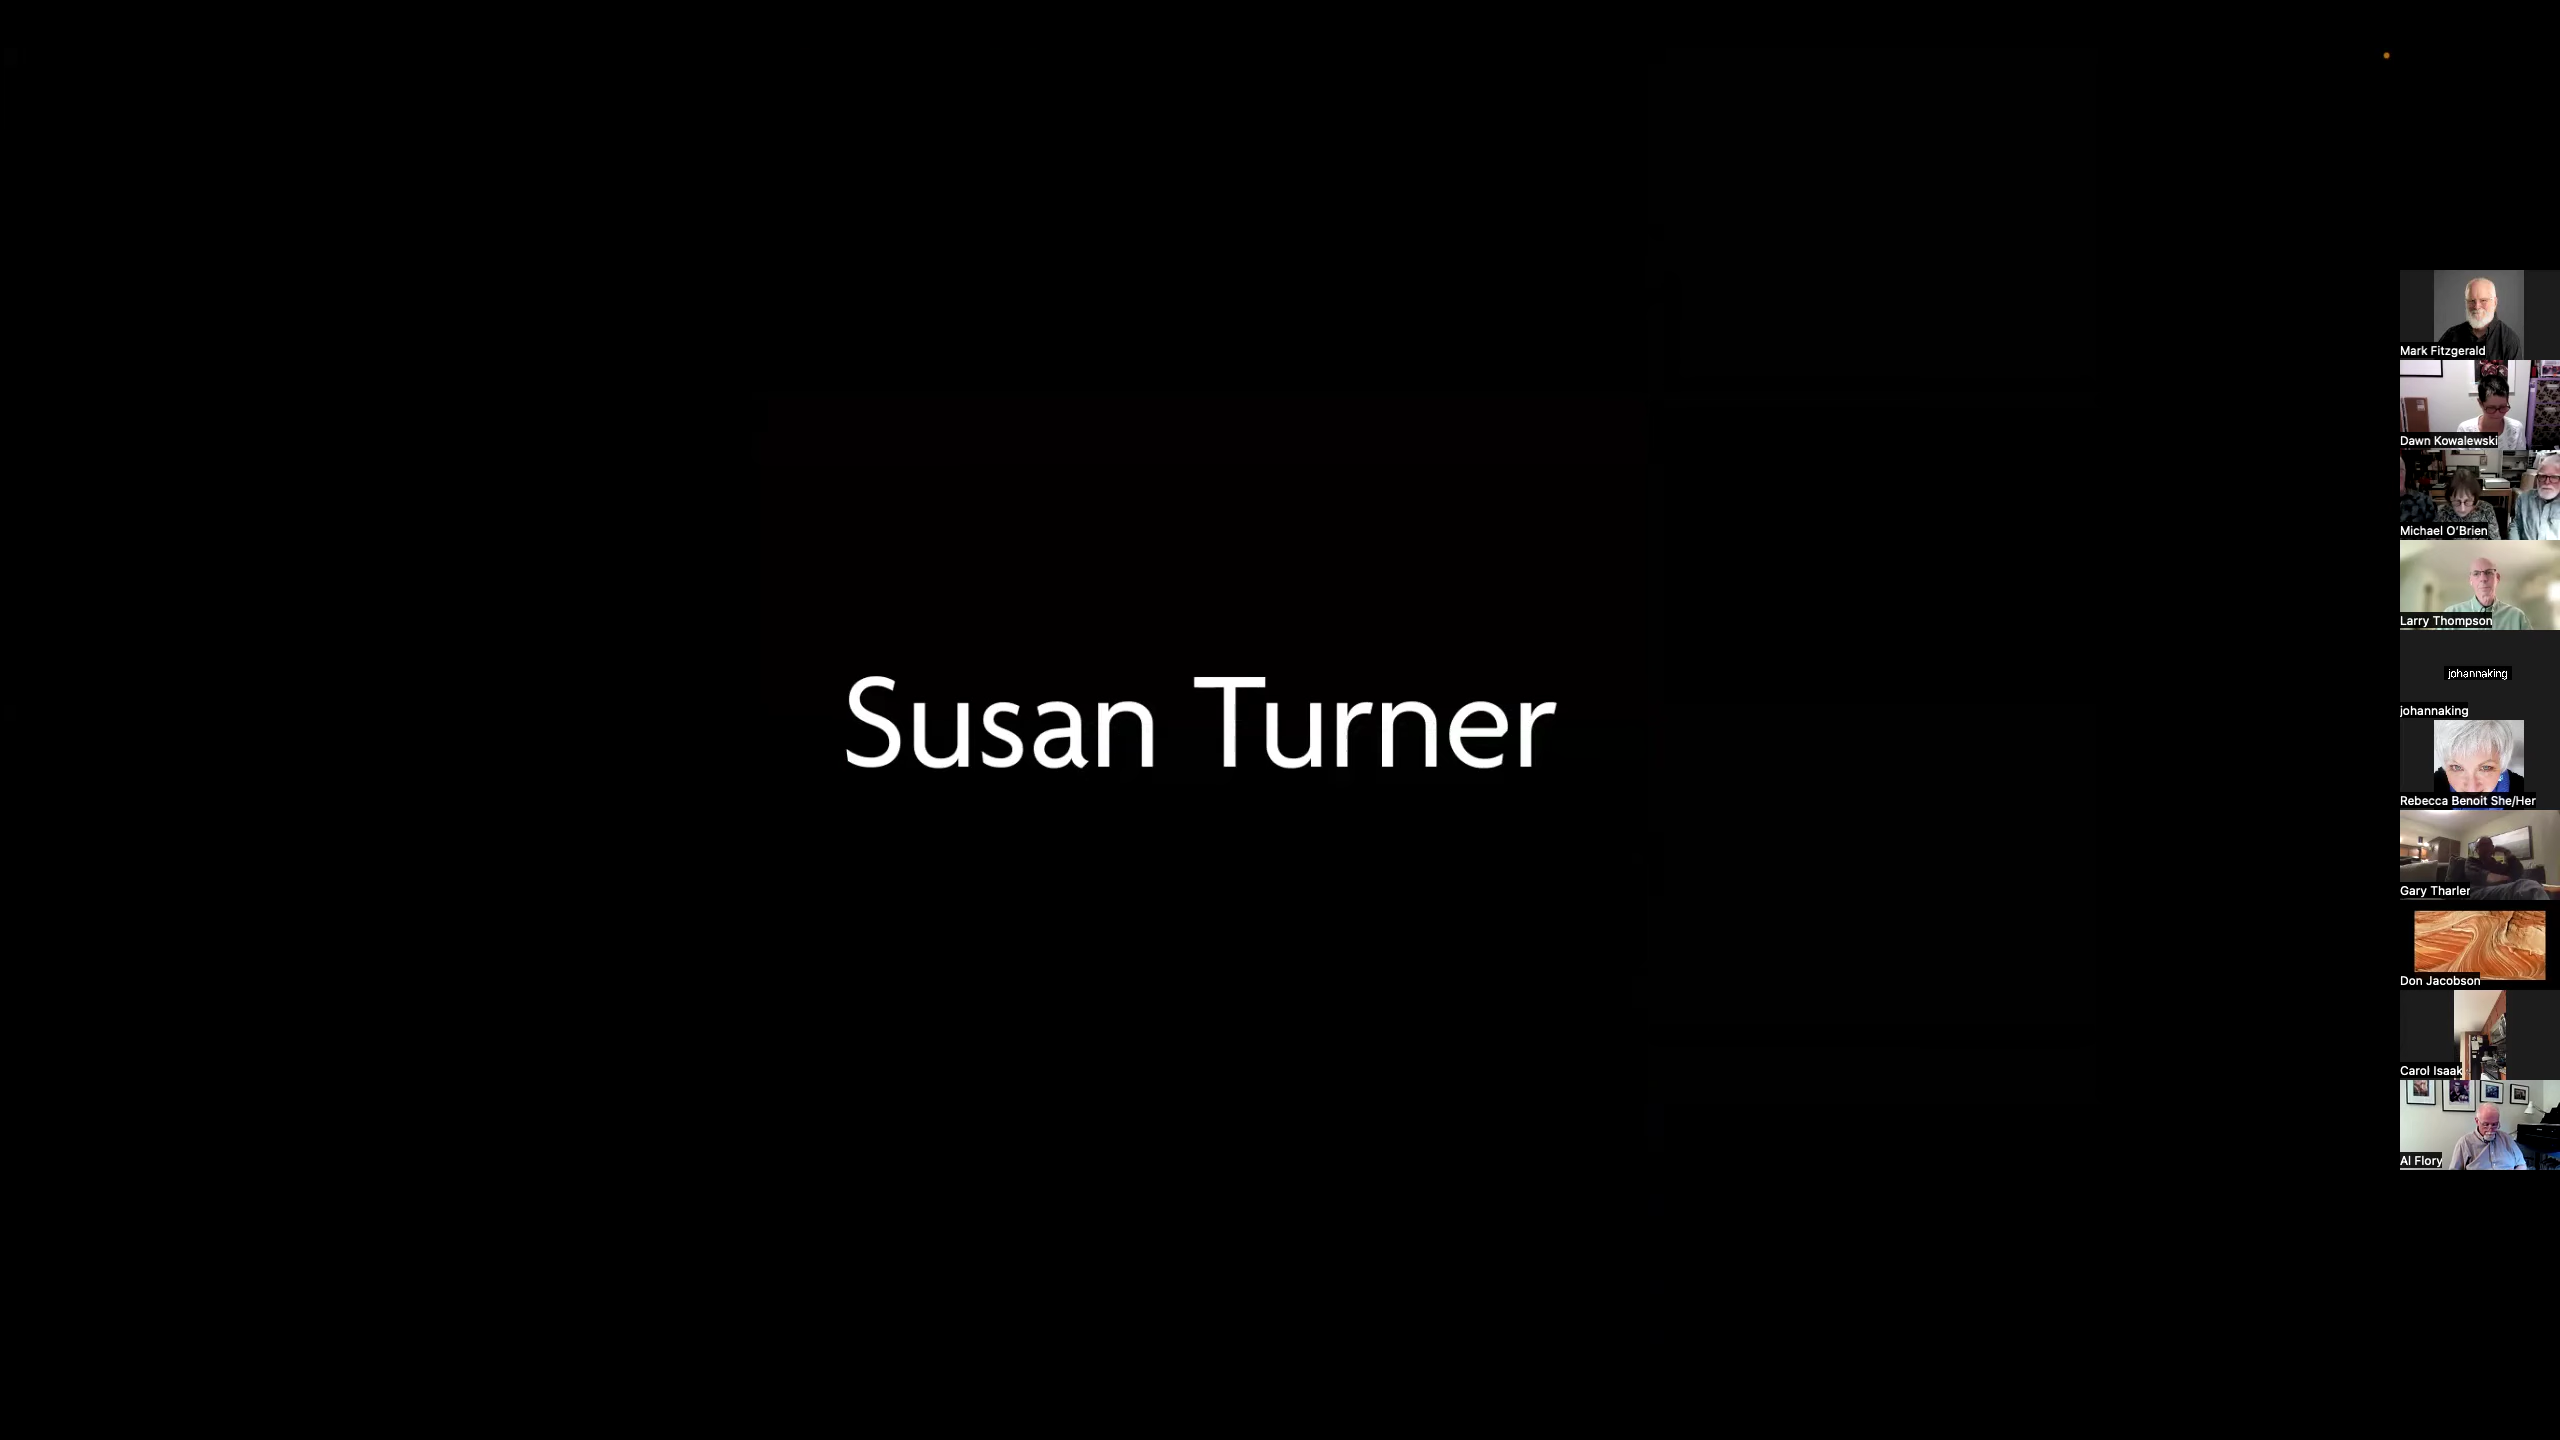 Susan Turner
Mark Fitzgerald
Dawn Kowalewski
Michael O'Brien
Larry Thompson
johannaking
johannaking
Rebecca Benoit She/Her
Gary Tharler
Don Jacobson
Carol Isaak
Al Flory